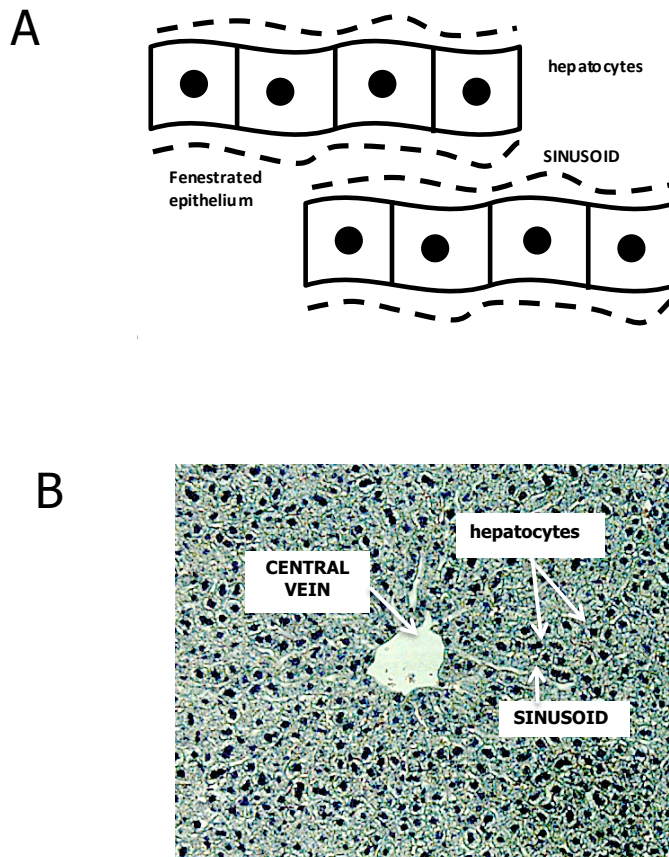 A
hepatocytes
SINUSOID
Fenestrated
epithelium
B
hepatocytes
CENTRAL
VEIN
SINUSOID